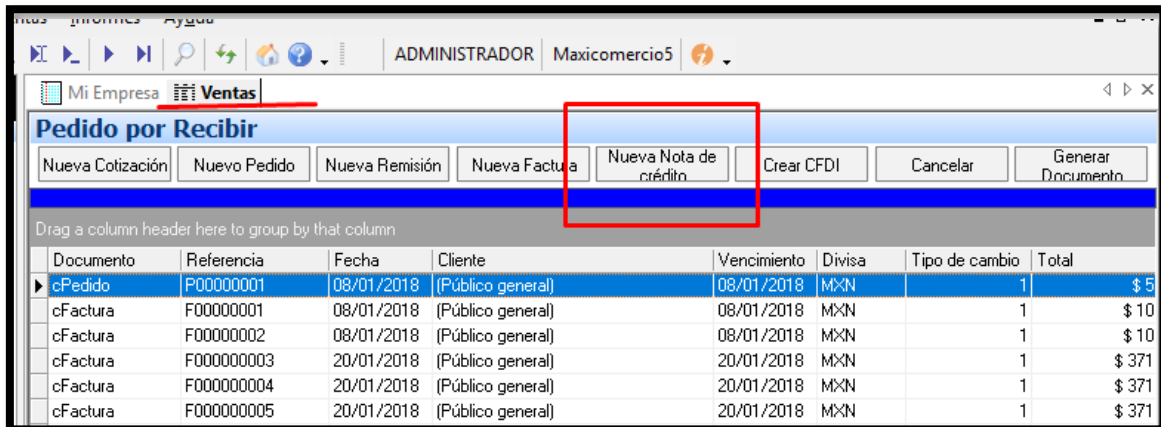 ntas Informes Ayuda
ADMINISTRADOR Maxicomercio5
Mi Empresa Ventas
Pedido por Recibir
Nueva Cotización Nuevo Pedido Nueva Remisión Nueva Factura Nueva Nota de crédito Crear CFDI Cancelar Generar Documento
Drag a column header here to group by that column
Documento Referencia Fecha Cliente Vencimiento Divisa Tipo de cambio Total
cPedido P00000001 08/01/2018 (Público general) 08/01/2018 MXN 1 $ 5
cFactura F00000001 08/01/2018 (Público general) 08/01/2018 MXN 1 $ 10
cFactura F00000002 08/01/2018 (Público general) 08/01/2018 MXN 1 $ 10
cFactura F000000003 20/01/2018 (Público general) 20/01/2018 MXN 1 $ 371
cFactura F000000004 20/01/2018 (Público general) 20/01/2018 MXN 1 $ 371
cFactura F000000005 20/01/2018 (Público general) 20/01/2018 MXN 1 $ 371